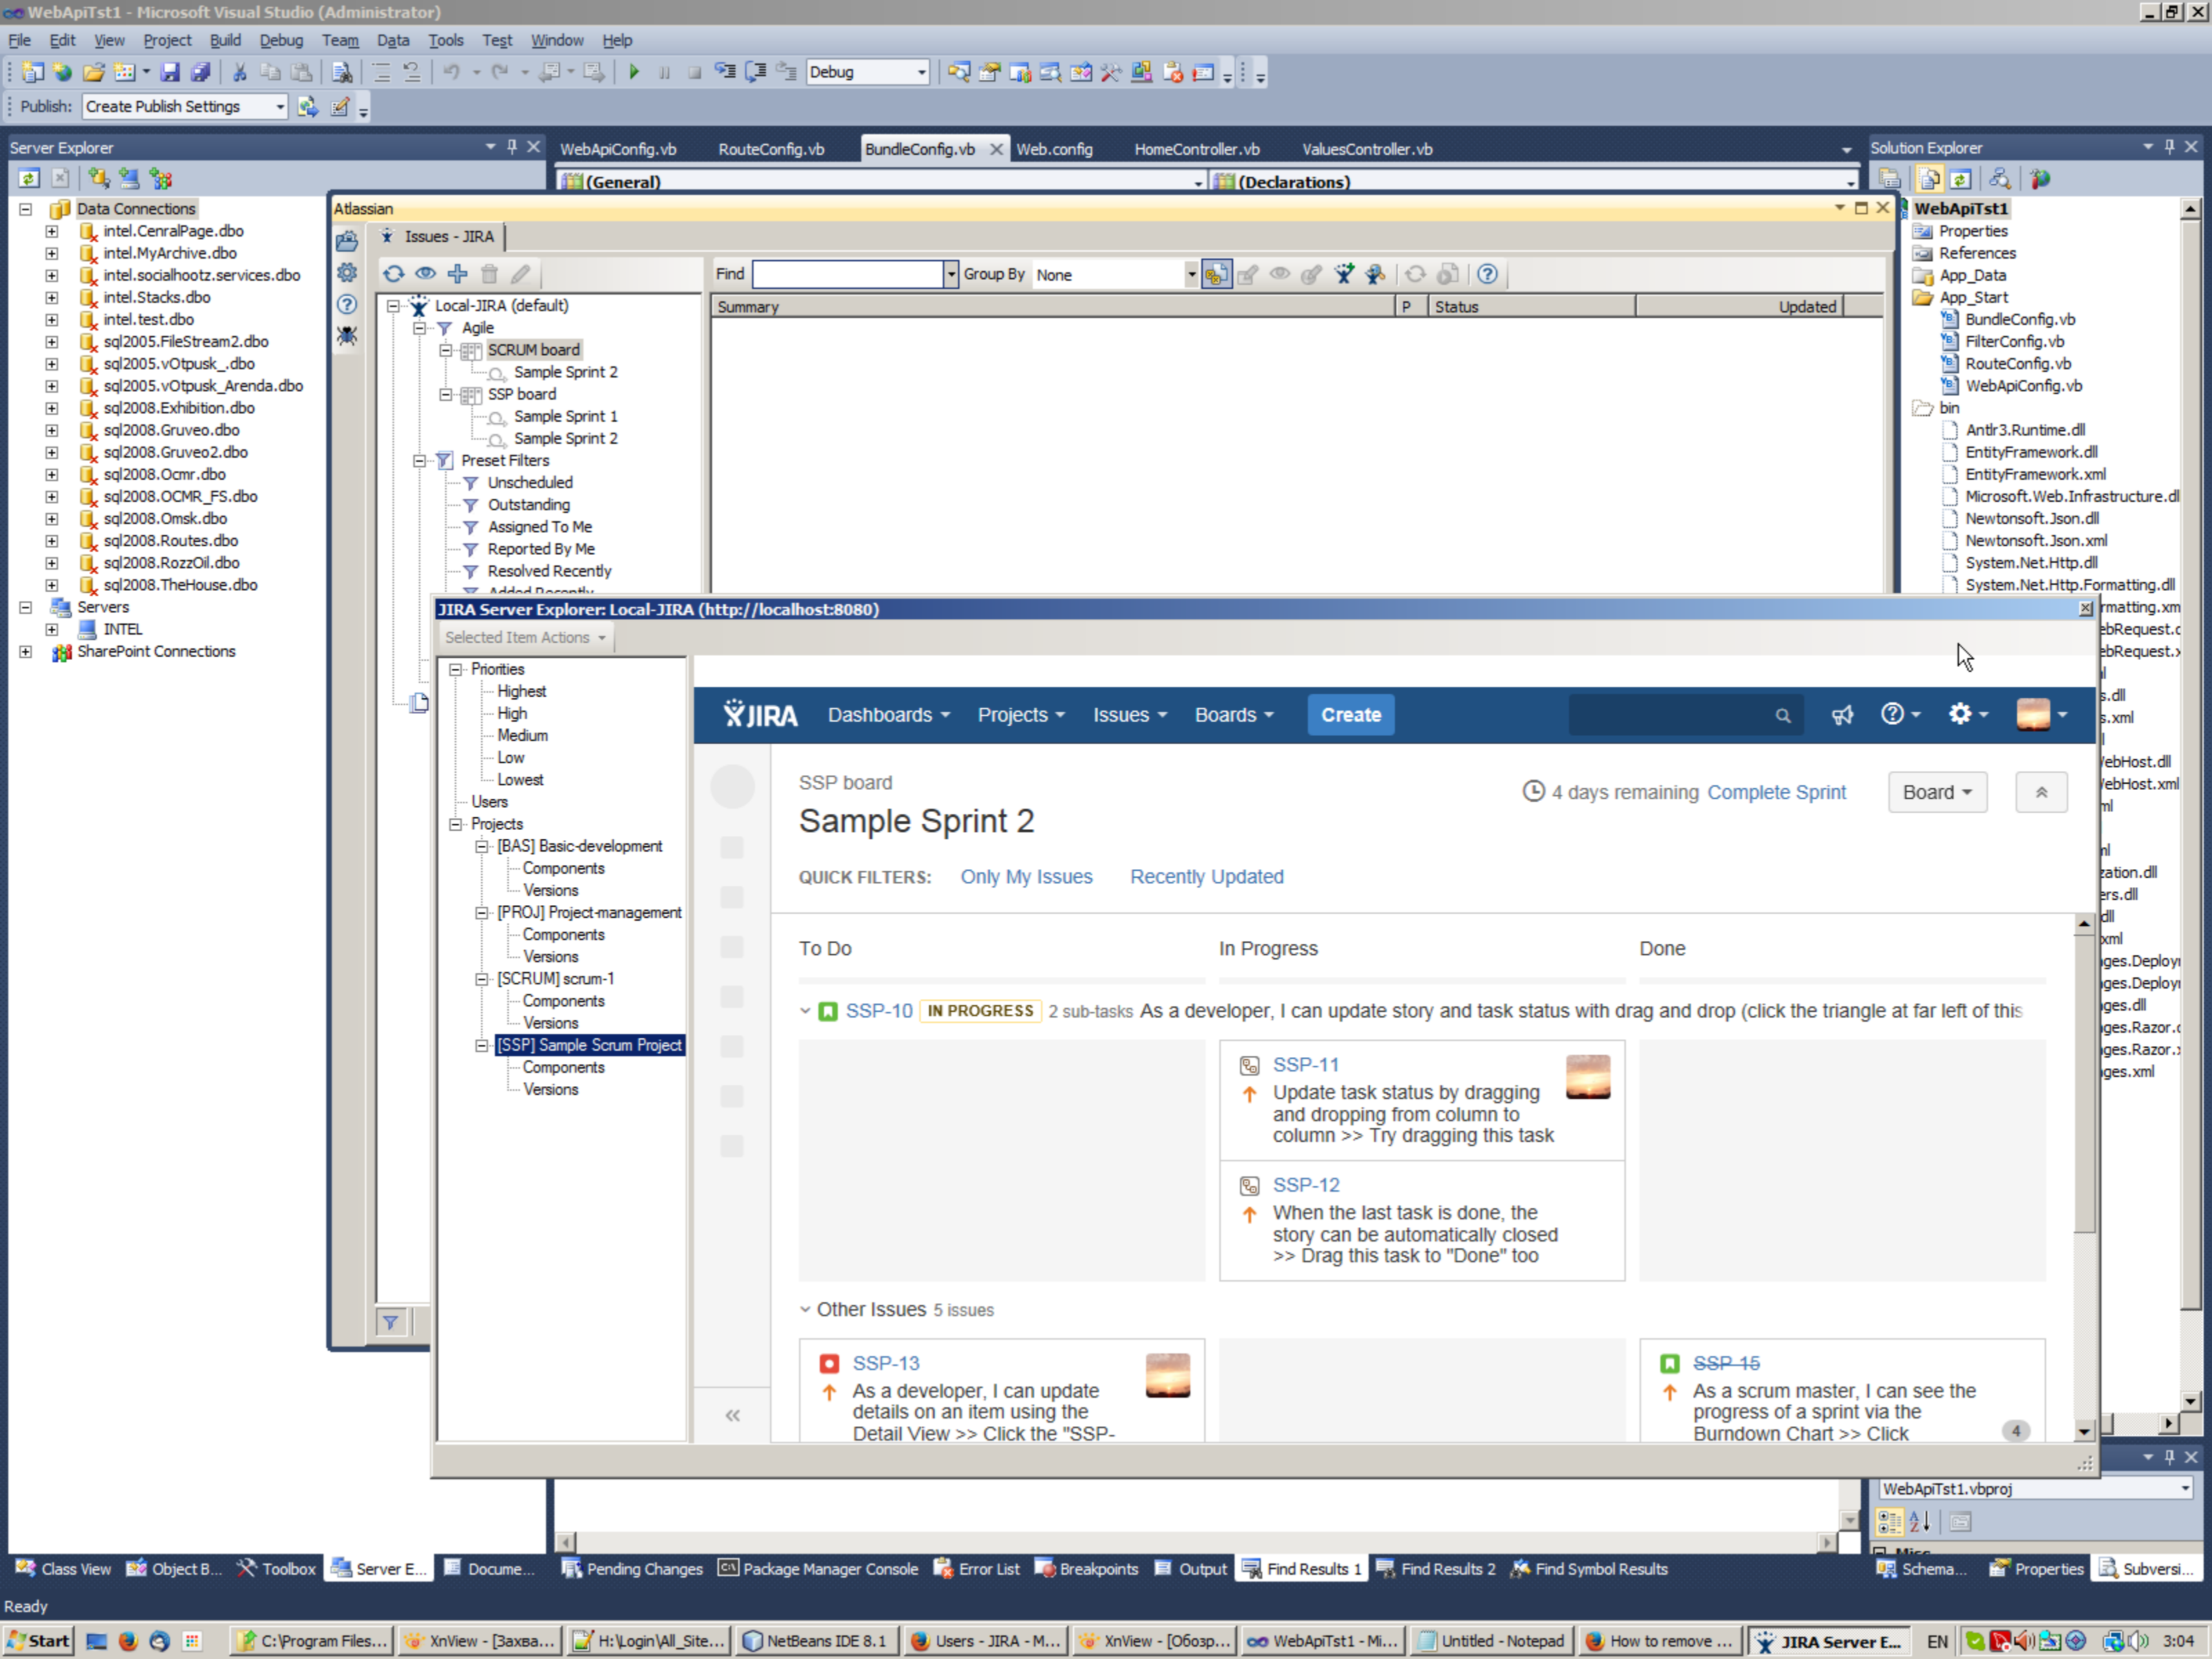 WebApiTst1 - Microsoft Visual Studio (Administrator)
File Edit View Project Build Debug Team Data Tools Test Window Help
Debug
Publish: Create Publish Settings
Server Explorer
WebApiConfig.vb RouteConfig.vb BundleConfig.vb Web.config HomeController.vb ValuesController.vb
Solution Explorer
(General) (Declarations)
Data Connections
intel.CenralPage.dbo
intel.MyArchive.dbo
intel.socialhootz.services.dbo
intel.Stacks.dbo
intel.test.dbo
sql2005.FileStream2.dbo
sql2005.vOtpusk_.dbo
sql2005.vOtpusk_Arenda.dbo
sql2008.Exhibition.dbo
sql2008.Gruveo.dbo
sql2008.Gruveo2.dbo
sql2008.Ocmr.dbo
sql2008.OCMR_FS.dbo
sql2008.Omsk.dbo
sql2008.Routes.dbo
sql2008.RozzOil.dbo
sql2008.TheHouse.dbo
Servers
INTEL
SharePoint Connections
Atlassian
Issues - JIRA
Find Group By None
Summary P Status Updated
Local-JIRA (default)
Agile
SCRUM board
Sample Sprint 2
SSP board
Sample Sprint 1
Sample Sprint 2
Preset Filters
Unscheduled
Outstanding
Assigned To Me
Reported By Me
Resolved Recently
Added Recently
WebApiTst1
Properties
References
App_Data
App_Start
BundleConfig.vb
FilterConfig.vb
RouteConfig.vb
WebApiConfig.vb
bin
Antlr3.Runtime.dll
EntityFramework.dll
EntityFramework.xml
Microsoft.Web.Infrastructure.dl
Newtonsoft.Json.dll
Newtonsoft.Json.xml
System.Net.Http.dll
System.Net.Http.Formatting.dll
JIRA Server Explorer: Local-JIRA (http://localhost:8080)
Selected Item Actions
Priorities
Highest
High
Medium
Low
Lowest
Users
Projects
[BAS] Basic-development
Components
Versions
[PROJ] Project-management
Components
Versions
[SCRUM] scrum-1
Components
Versions
[SSP] Sample Scrum Project
Components
Versions
JIRA Dashboards Projects Issues Boards Create
SSP board
Sample Sprint 2
4 days remaining Complete Sprint Board
QUICK FILTERS: Only My Issues Recently Updated
To Do In Progress Done
SSP-10 IN PROGRESS 2 sub-tasks As a developer, I can update story and task status with drag and drop (click the triangle at far left of this
SSP-11
Update task status by dragging
and dropping from column to
column >> Try dragging this task
SSP-12
When the last task is done, the
story can be automatically closed
>> Drag this task to "Done" too
Other Issues 5 issues
SSP-13
As a developer, I can update
details on an item using the
Detail View >> Click the "SSP-
SSP-15
As a scrum master, I can see the
progress of a sprint via the
Burndown Chart >> Click
4
WebApiTst1.vbproj
Class View Object B... Toolbox Server E... Docume... Pending Changes Package Manager Console Error List Breakpoints Output Find Results 1 Find Results 2 Find Symbol Results Schema... Properties Subversi...
Ready
Start C:\Program Files... XnView - [Захва... H:\Login\All_Site... NetBeans IDE 8.1 Users - JIRA - M... XnView - [Обозр... WebApiTst1 - Mi... Untitled - Notepad How to remove ... JIRA Server E... EN 3:04